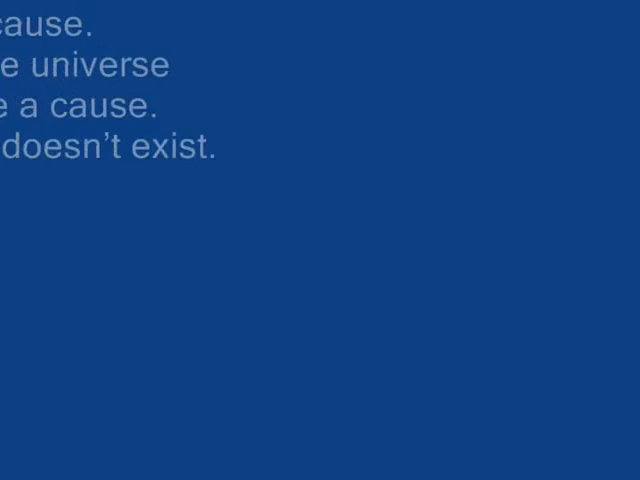 cause.
e universe
e a cause.
doesn’t exist.